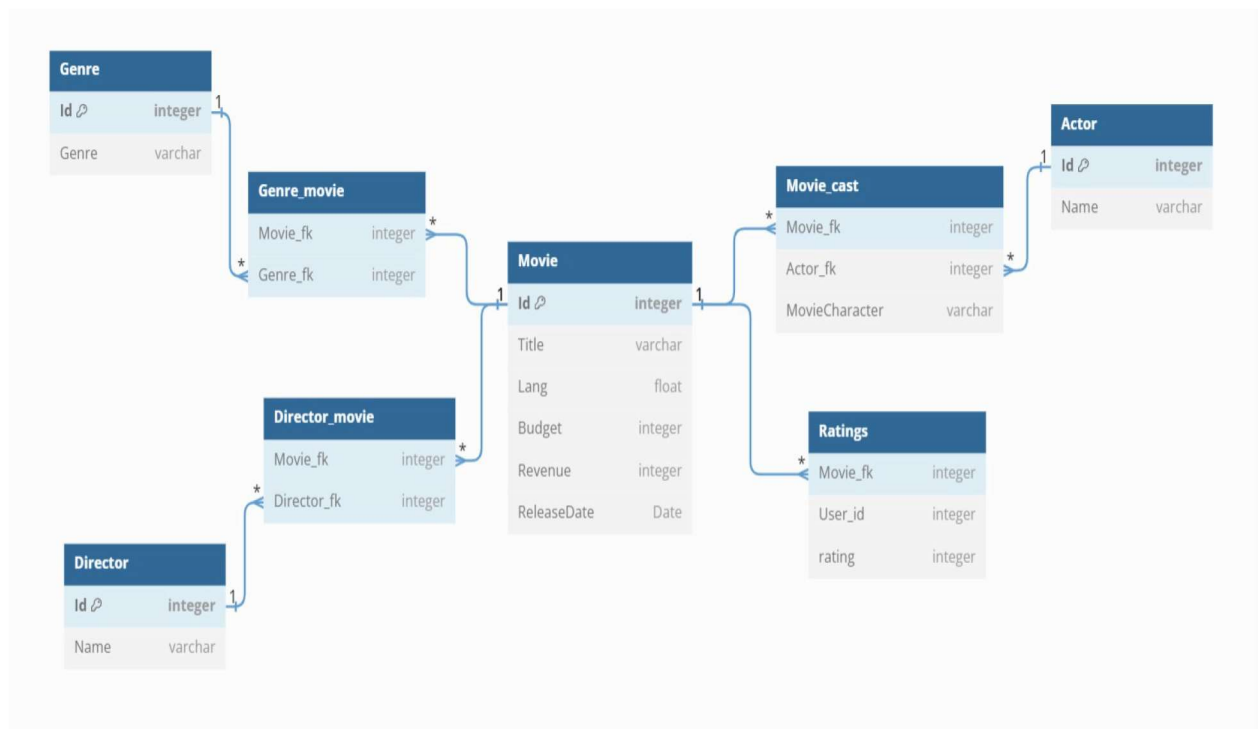 Genre
Id integer
Genre varchar
1
*
Genre_movie
Movie_fk integer
Genre_fk integer
*
Director_movie
Movie_fk integer
Director_fk integer
*
*
Director
Id integer
Name varchar
1
Movie
Id integer
Title varchar
Lang float
Budget integer
Revenue integer
ReleaseDate Date
1
1
Movie_cast
Movie_fk integer
Actor_fk integer
MovieCharacter varchar
*
*
Actor
Id integer
Name varchar
1
Ratings
Movie_fk integer
User_id integer
rating integer
*